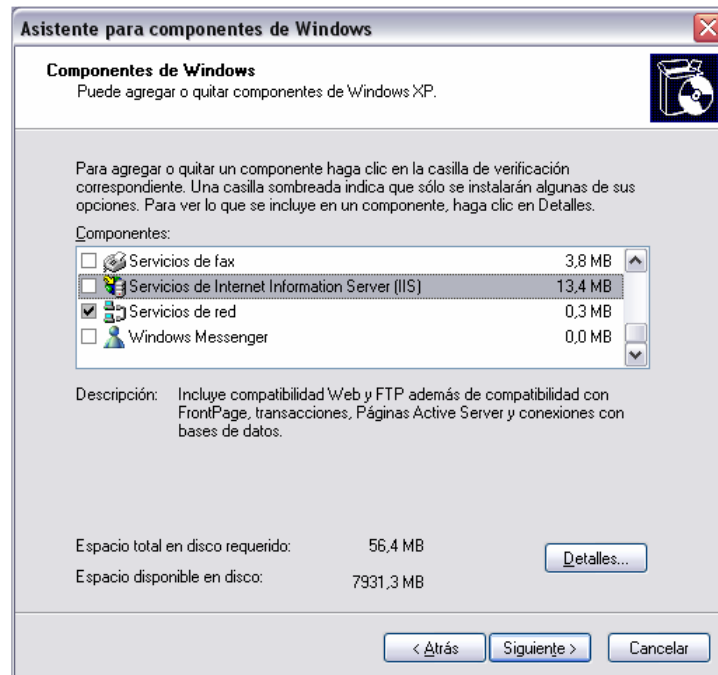 Asistente para componentes de Windows
Componentes de Windows
Puede agregar o quitar componentes de Windows XP.
Para agregar o quitar un componente haga clic en la casilla de verificación
correspondiente. Una casilla sombreada indica que sólo se instalarán algunas de sus
opciones. Para ver lo que se incluye en un componente, haga clic en Detalles.
Componentes:
Servicios de fax 3,8 MB
Servicios de Internet Information Server (IIS) 13,4 MB
Servicios de red 0,3 MB
Windows Messenger 0,0 MB
Descripción: Incluye compatibilidad Web y FTP además de compatibilidad con
FrontPage, transacciones, Páginas Active Server y conexiones con
bases de datos.
Espacio total en disco requerido: 56,4 MB
Detalles...
Espacio disponible en disco: 7931,3 MB
< Atrás Siguiente > Cancelar